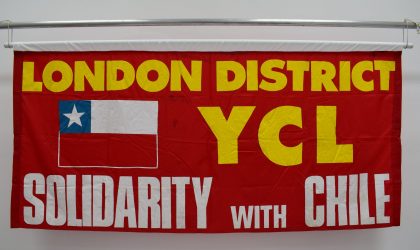 LONDON DISTRICT
YCL
SOLIDARITY WITH CHILE